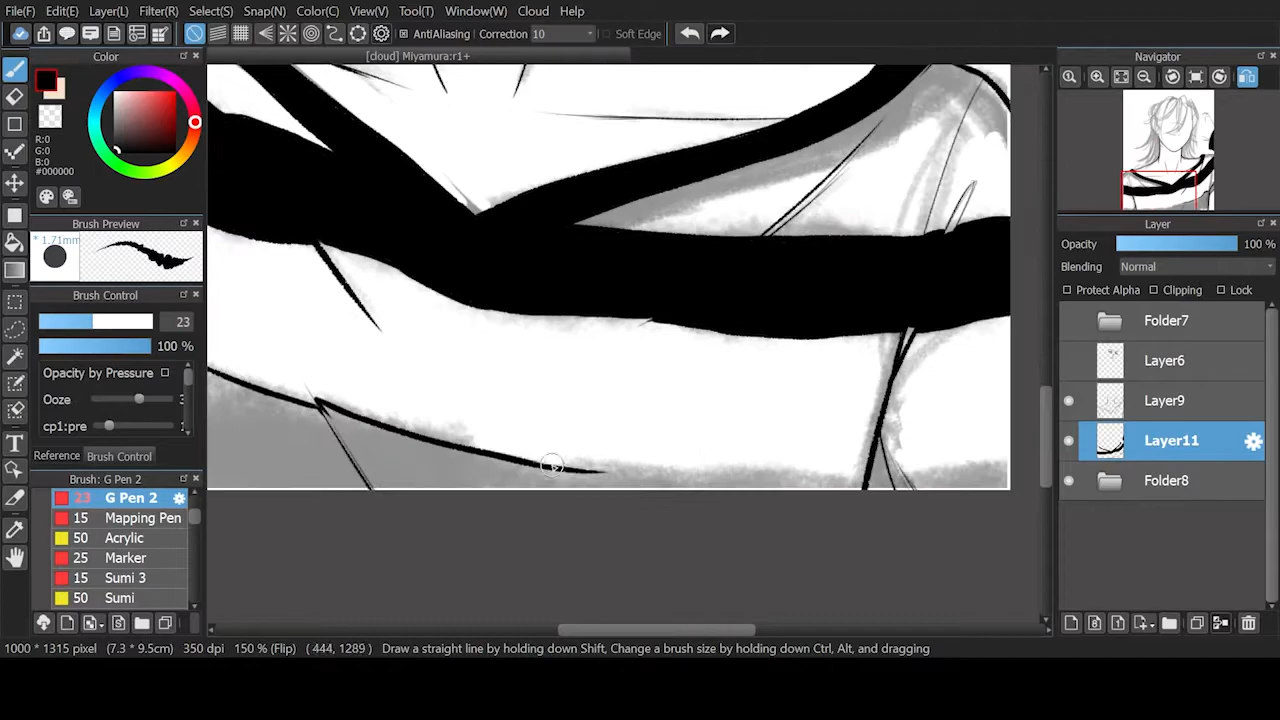 File(F) Edit(E) Layer(L) Filter(R) Select(S) Snap(N) Color(C) View(V) Tool(T) Window(W) Cloud Help
AntiAliasing Correction 10 Soft Edge
[cloud] Miyamura:r1+
Color
R:0
G:0
B:0
#000000
Brush Preview
* 1.71mm
Brush Control
23
100 %
Opacity by Pressure
Ooze 3
cp1:pre 1
Reference Brush Control
Brush: G Pen 2
23 G Pen 2
15 Mapping Pen
50 Acrylic
25 Marker
15 Sumi 3
50 Sumi
Navigator
Layer
Opacity 100 %
Blending Normal
Protect Alpha Clipping Lock
Folder7
Layer6
Layer9
Layer11
Folder8
1000 * 1315 pixel (7.3 * 9.5cm) 350 dpi 150 % (Flip) ( 444, 1289 ) Draw a straight line by holding down Shift, Change a brush size by holding down Ctrl, Alt, and dragging